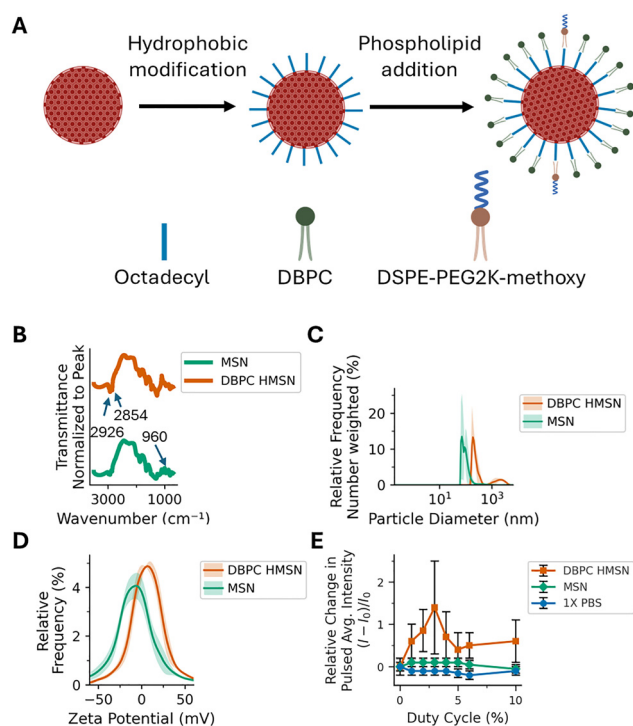 A
Hydrophobic
modification
Phospholipid
addition
Octadecyl
DBPC
DSPE-PEG2K-methoxy
B
Transmittance
Normalized to Peak
MSN
DBPC HMSN
2854
2926
960
3000
1000
Wavenumber (cm⁻¹)
C
Relative Frequency
Number weighted (%)
20
10
0
DBPC HMSN
MSN
10¹
10³
Particle Diameter (nm)
D
Relative
Frequency (%)
4
2
0
DBPC HMSN
MSN
−50
0
50
Zeta Potential (mV)
E
Relative Change in
Pulsed Avg. Intensity
(I − I₀)/I₀
2
1
0
DBPC HMSN
MSN
1X PBS
0
5
10
Duty Cycle (%)